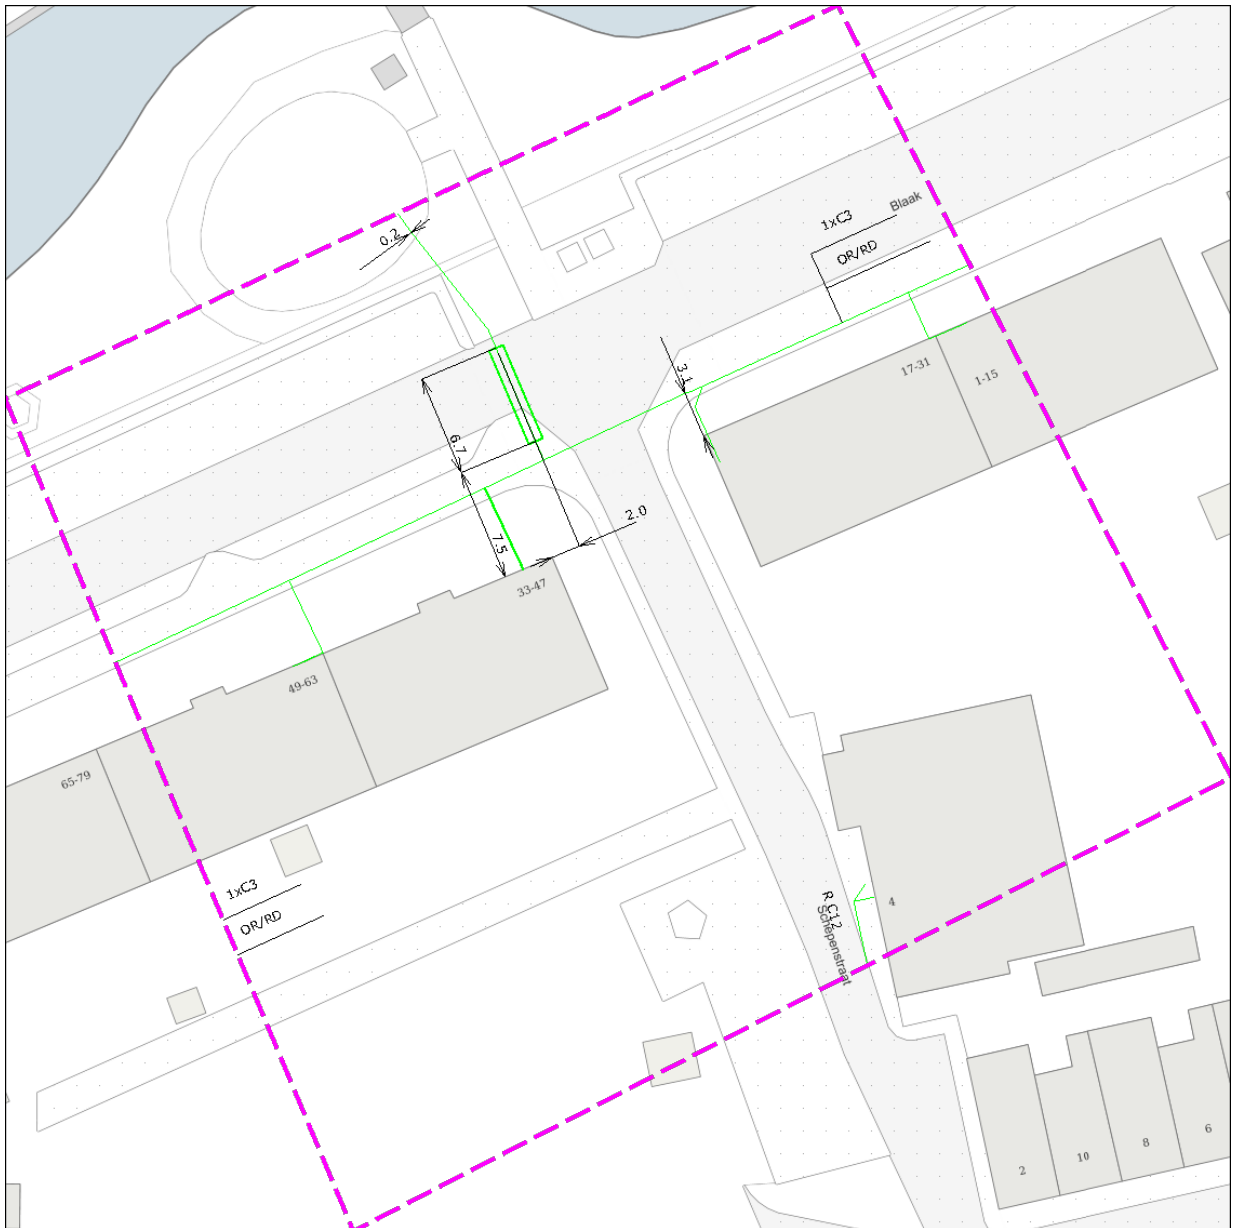 1xC3
Blaak
OR/RD
0.2
3.1
17-31
1-15
6.7
2.0
7.5
33-47
49-63
65-79
1xC3
OR/RD
R C12
Schepenstraat
4
6
8
10
2